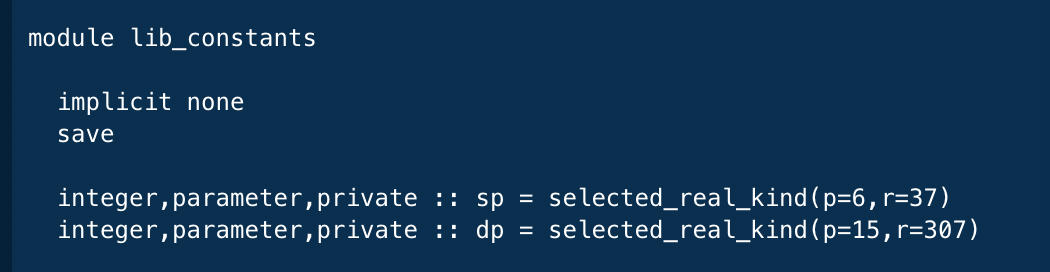 module lib_constants
implicit none
save
integer,parameter,private :: sp = selected_real_kind(p=6,r=37)
integer,parameter,private :: dp = selected_real_kind(p=15,r=307)